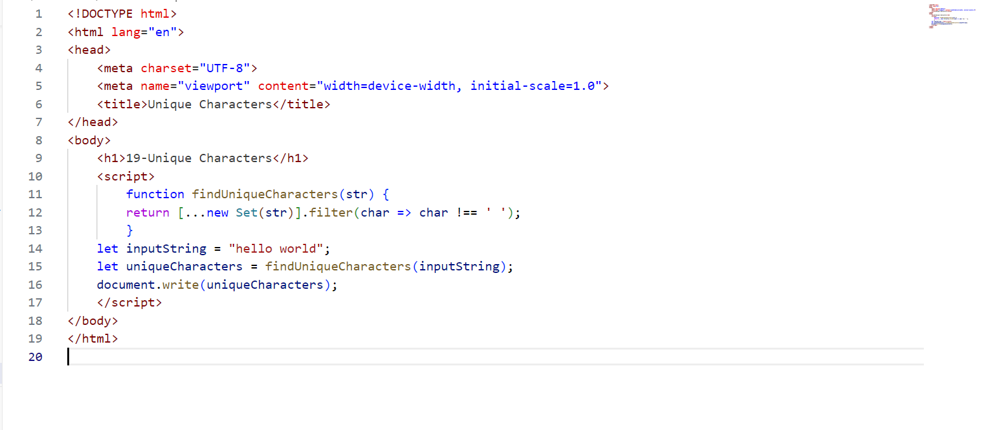 1 <!DOCTYPE html>
2 <html lang="en">
3 <head>
4     <meta charset="UTF-8">
5     <meta name="viewport" content="width=device-width, initial-scale=1.0">
6     <title>Unique Characters</title>
7 </head>
8 <body>
9     <h1>19-Unique Characters</h1>
10     <script>
11         function findUniqueCharacters(str) {
12         return [...new Set(str)].filter(char => char !== ' ');
13         }
14     let inputString = "hello world";
15     let uniqueCharacters = findUniqueCharacters(inputString);
16     document.write(uniqueCharacters);
17     </script>
18 </body>
19 </html>
20